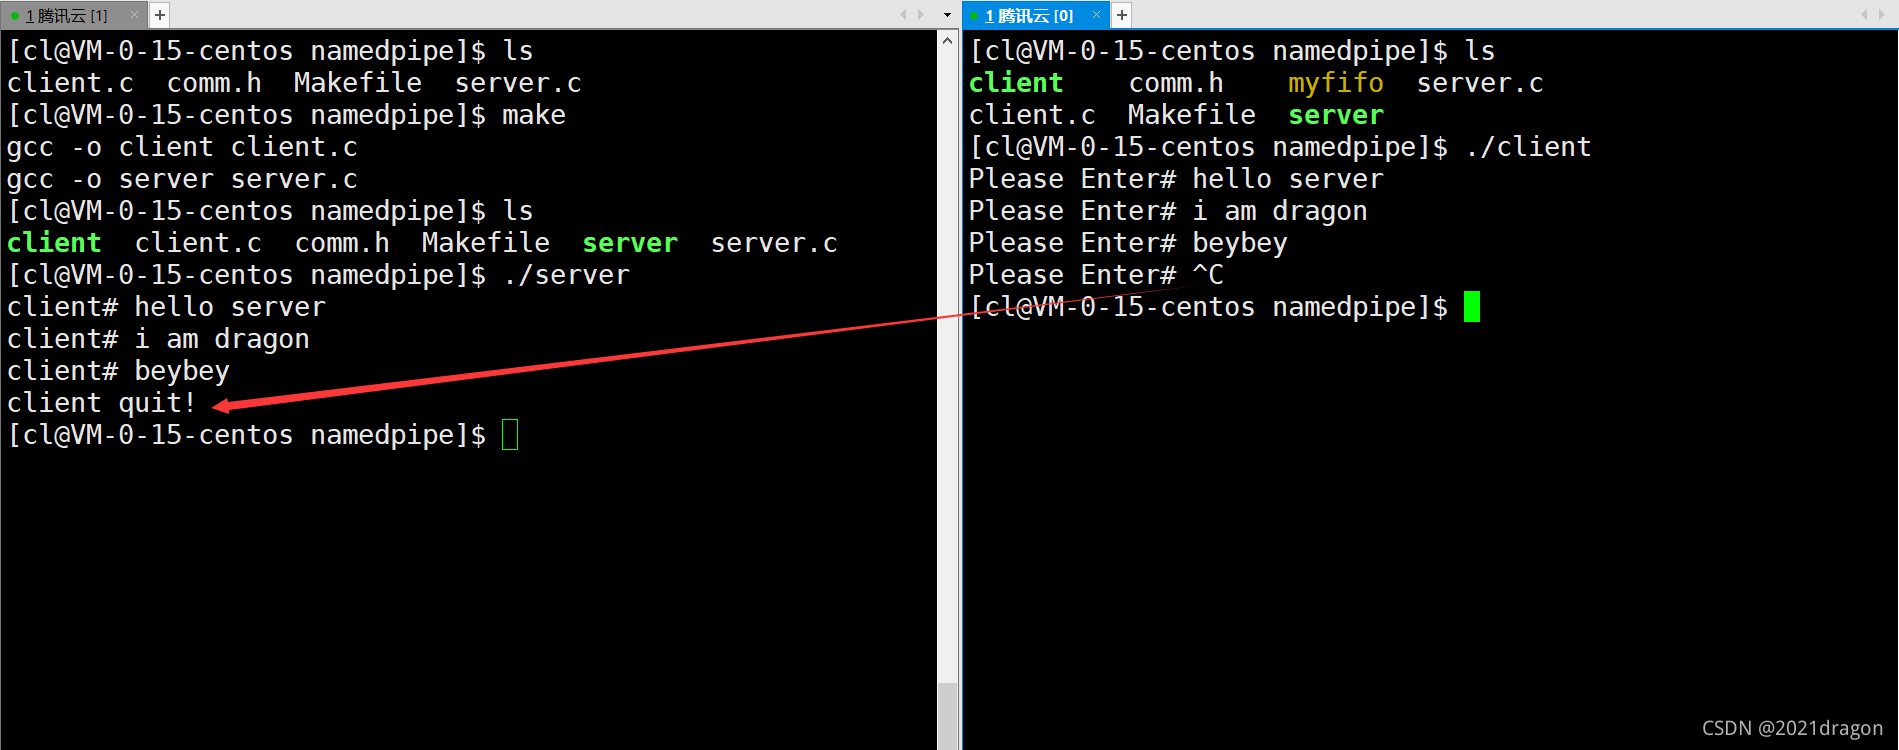 1 腾讯云 [1]
[cl@VM-0-15-centos namedpipe]$ ls
client.c  comm.h  Makefile  server.c
[cl@VM-0-15-centos namedpipe]$ make
gcc -o client client.c
gcc -o server server.c
[cl@VM-0-15-centos namedpipe]$ ls
client  client.c  comm.h  Makefile  server  server.c
[cl@VM-0-15-centos namedpipe]$ ./server
client# hello server
client# i am dragon
client# beybey
client quit!
[cl@VM-0-15-centos namedpipe]$
1 腾讯云 [0]
[cl@VM-0-15-centos namedpipe]$ ls
client    comm.h    myfifo  server.c
client.c  Makefile  server
[cl@VM-0-15-centos namedpipe]$ ./client
Please Enter# hello server
Please Enter# i am dragon
Please Enter# beybey
Please Enter# ^C
[cl@VM-0-15-centos namedpipe]$
CSDN @2021dragon